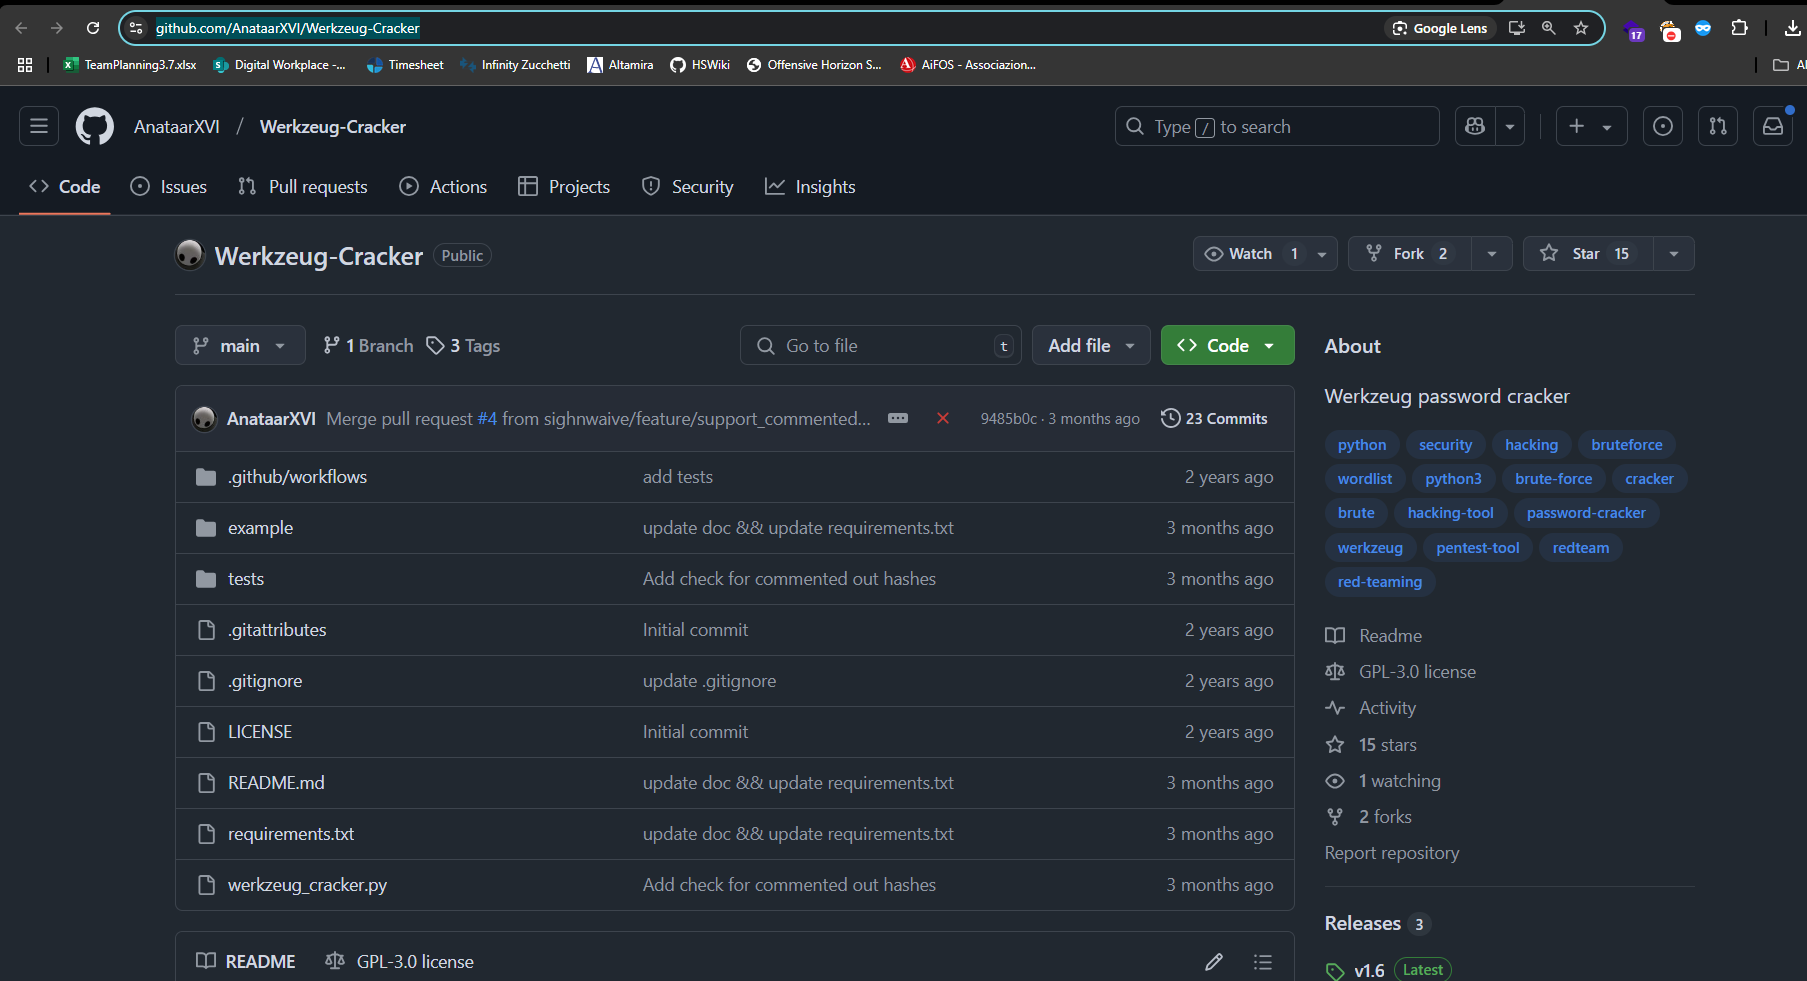 github.com/AnataarXVI/Werkzeug-Cracker
Google Lens
17
TeamPlanning3.7.xlsx
Digital Workplace -...
Timesheet
Infinity Zucchetti
Altamira
HSWiki
Offensive Horizon S...
AiFOS - Associazion...
AnataarXVI / Werkzeug-Cracker
Type / to search
Code
Issues
Pull requests
Actions
Projects
Security
Insights
Werkzeug-Cracker Public
Watch 1
Fork 2
Star 15
main
1 Branch
3 Tags
Go to file t
Add file
Code
AnataarXVI Merge pull request #4 from sighnwaive/feature/support_commented... 9485b0c · 3 months ago 23 Commits
.github/workflows add tests 2 years ago
example update doc && update requirements.txt 3 months ago
tests Add check for commented out hashes 3 months ago
.gitattributes Initial commit 2 years ago
.gitignore update .gitignore 2 years ago
LICENSE Initial commit 2 years ago
README.md update doc && update requirements.txt 3 months ago
requirements.txt update doc && update requirements.txt 3 months ago
werkzeug_cracker.py Add check for commented out hashes 3 months ago
README
GPL-3.0 license
About
Werkzeug password cracker
python security hacking bruteforce
wordlist python3 brute-force cracker
brute hacking-tool password-cracker
werkzeug pentest-tool redteam
red-teaming
Readme
GPL-3.0 license
Activity
15 stars
1 watching
2 forks
Report repository
Releases 3
v1.6 Latest